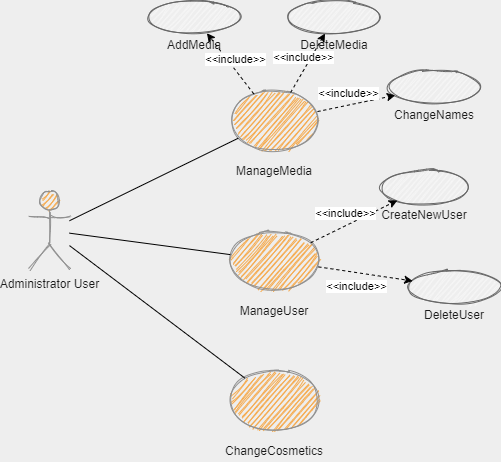 AddMedia
DeleteMedia
<<include>>
<<include>>
<<include>>
ChangeNames
ManageMedia
<<include>>
CreateNewUser
Administrator User
<<include>>
ManageUser
DeleteUser
ChangeCosmetics